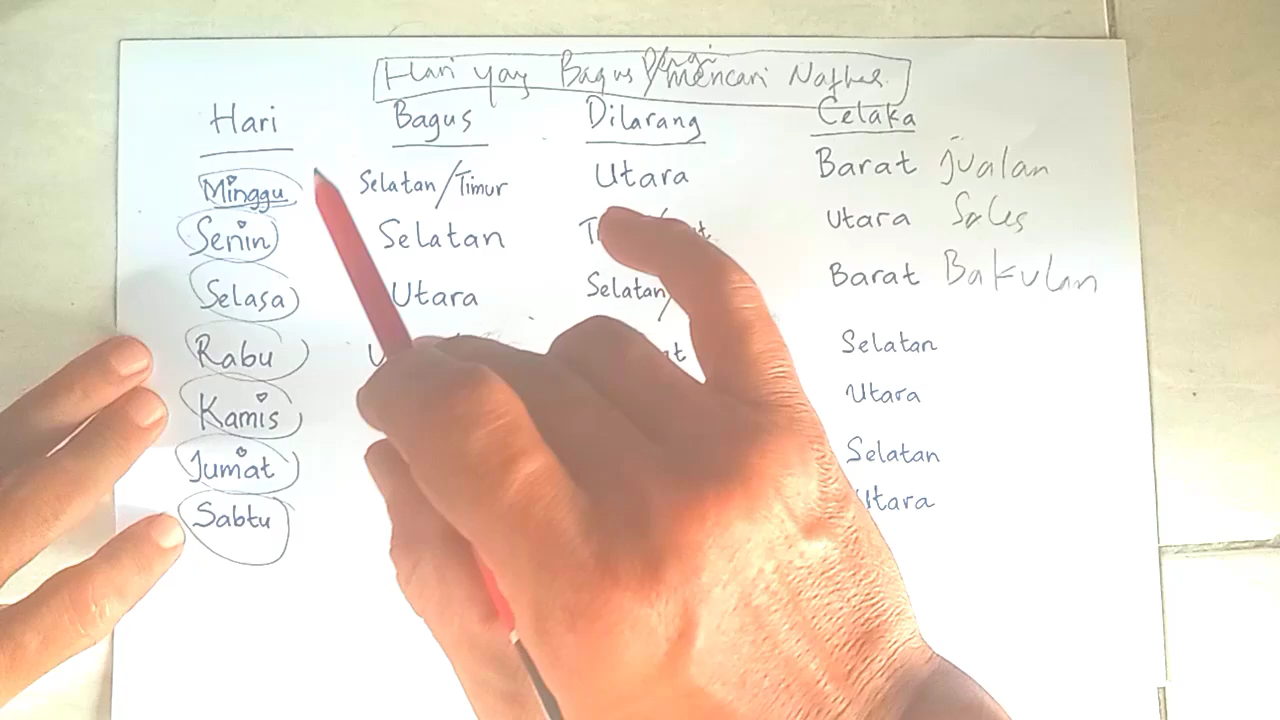 Hari yang Bagus Pergi mencari Nafkah
Hari Bagus Dilarang Celaka
Minggu Selatan/Timur Utara Barat jualan
Senin Selatan Utara Sales
Selasa Utara Selatan/ Barat Bakulan
Rabu Selatan
Kamis Utara
Jumat Selatan
Sabtu Utara